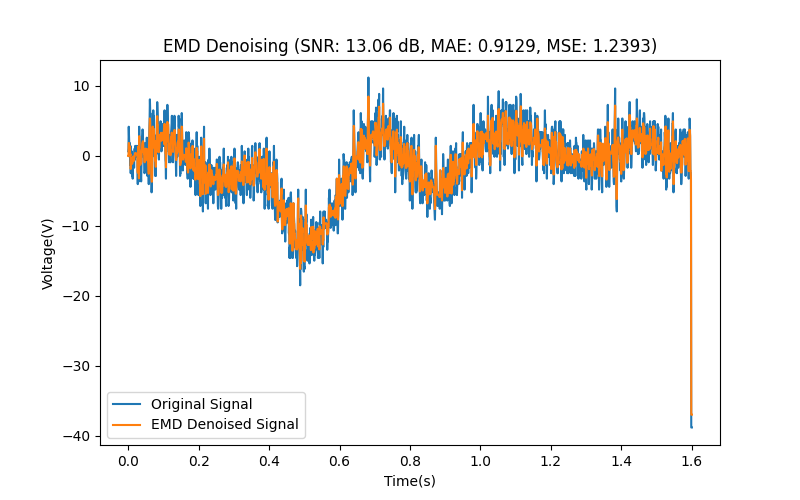 EMD Denoising (SNR: 13.06 dB, MAE: 0.9129, MSE: 1.2393)
10
0
−10
−20
−30
−40
Voltage(V)
Original Signal
EMD Denoised Signal
0.0 0.2 0.4 0.6 0.8 1.0 1.2 1.4 1.6
Time(s)